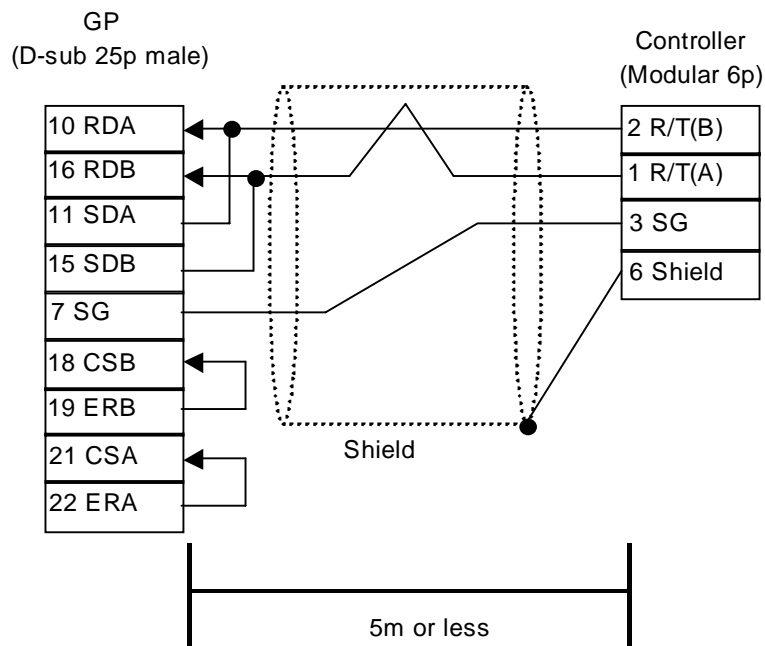 GP
(D-sub 25p male)
Controller
(Modular 6p)
10 RDA
16 RDB
11 SDA
15 SDB
7 SG
18 CSB
19 ERB
21 CSA
22 ERA
2 R/T(B)
1 R/T(A)
3 SG
6 Shield
Shield
5m or less